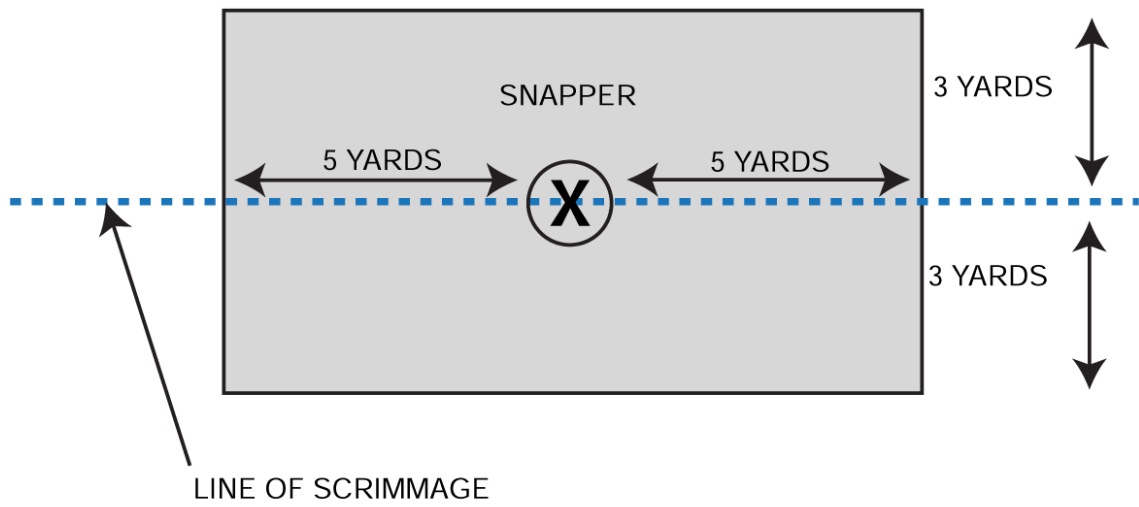 3 YARDS
SNAPPER
5 YARDS
5 YARDS
X
3 YARDS
LINE OF SCRIMMAGE